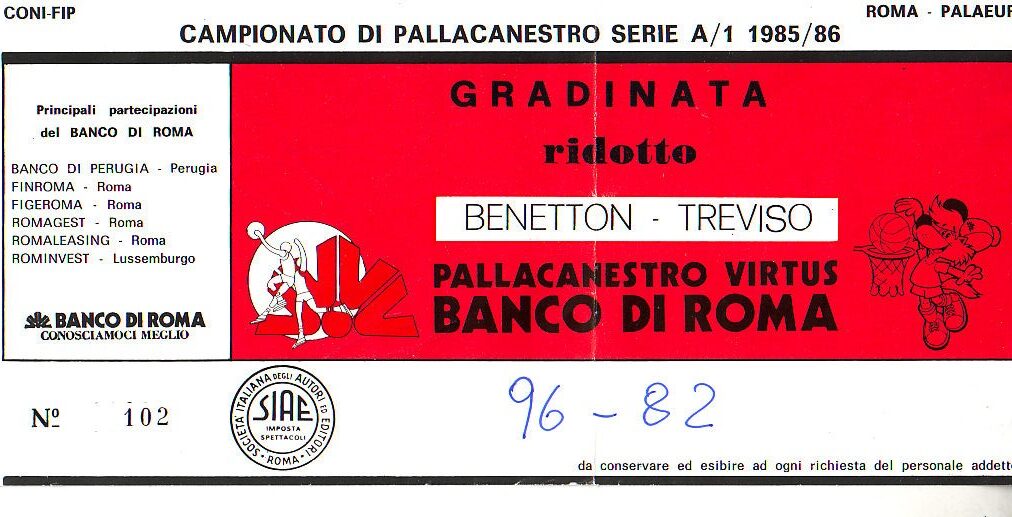 CONI-FIP
ROMA - PALAEUR
CAMPIONATO DI PALLACANESTRO SERIE A/1 1985/86
Principali partecipazioni
del BANCO DI ROMA
BANCO DI PERUGIA - Perugia
FINROMA - Roma
FIGEROMA - Roma
ROMAGEST - Roma
ROMALEASING - Roma
ROMINVEST - Lussemburgo
BANCO DI ROMA
CONOSCIAMOCI MEGLIO
GRADINATA
ridotto
BENETTON - TREVISO
PALLACANESTRO VIRTUS
BANCO DI ROMA
Nº 102
SOCIETÀ ITALIANA DEGLI AUTORI ED EDITORI
SIAE
IMPOSTA
SPETTACOLI
ROMA
96 - 82
da conservare ed esibire ad ogni richiesta del personale addetto